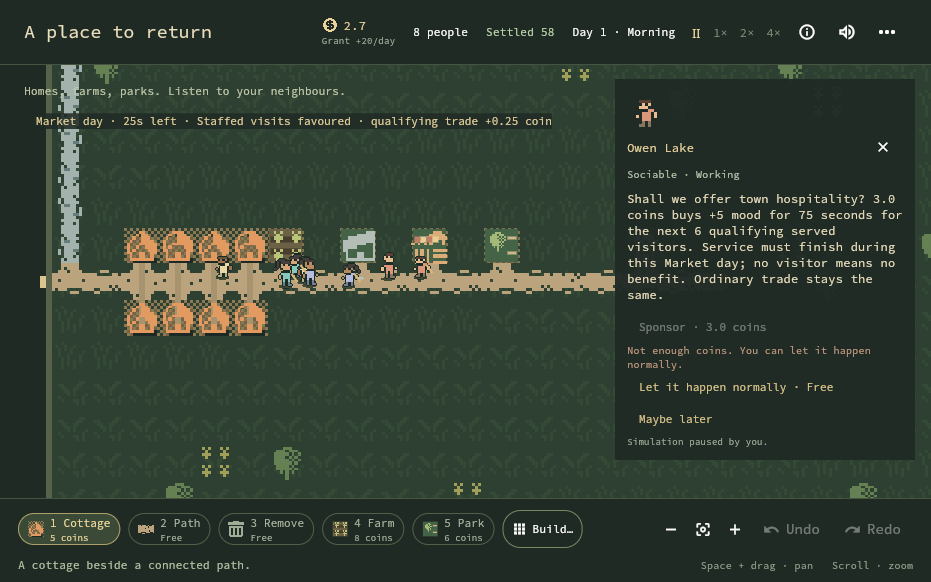 A place to return
2.7
Grant +20/day
8 people
Settled 58
Day 1 · Morning
1×
2×
4×
Homes, farms, parks. Listen to your neighbours.
Market day · 25s left · Staffed visits favoured · qualifying trade +0.25 coin
Owen Lake
Sociable · Working
Shall we offer town hospitality? 3.0
coins buys +5 mood for 75 seconds for
the next 6 qualifying served
visitors. Service must finish during
this Market day; no visitor means no
benefit. Ordinary trade stays the
same.
Sponsor · 3.0 coins
Not enough coins. You can let it happen
normally.
Let it happen normally · Free
Maybe later
Simulation paused by you.
1 Cottage
5 coins
2 Path
Free
3 Remove
Free
4 Farm
8 coins
5 Park
6 coins
Build…
Undo
Redo
A cottage beside a connected path.
Space + drag · pan
Scroll · zoom